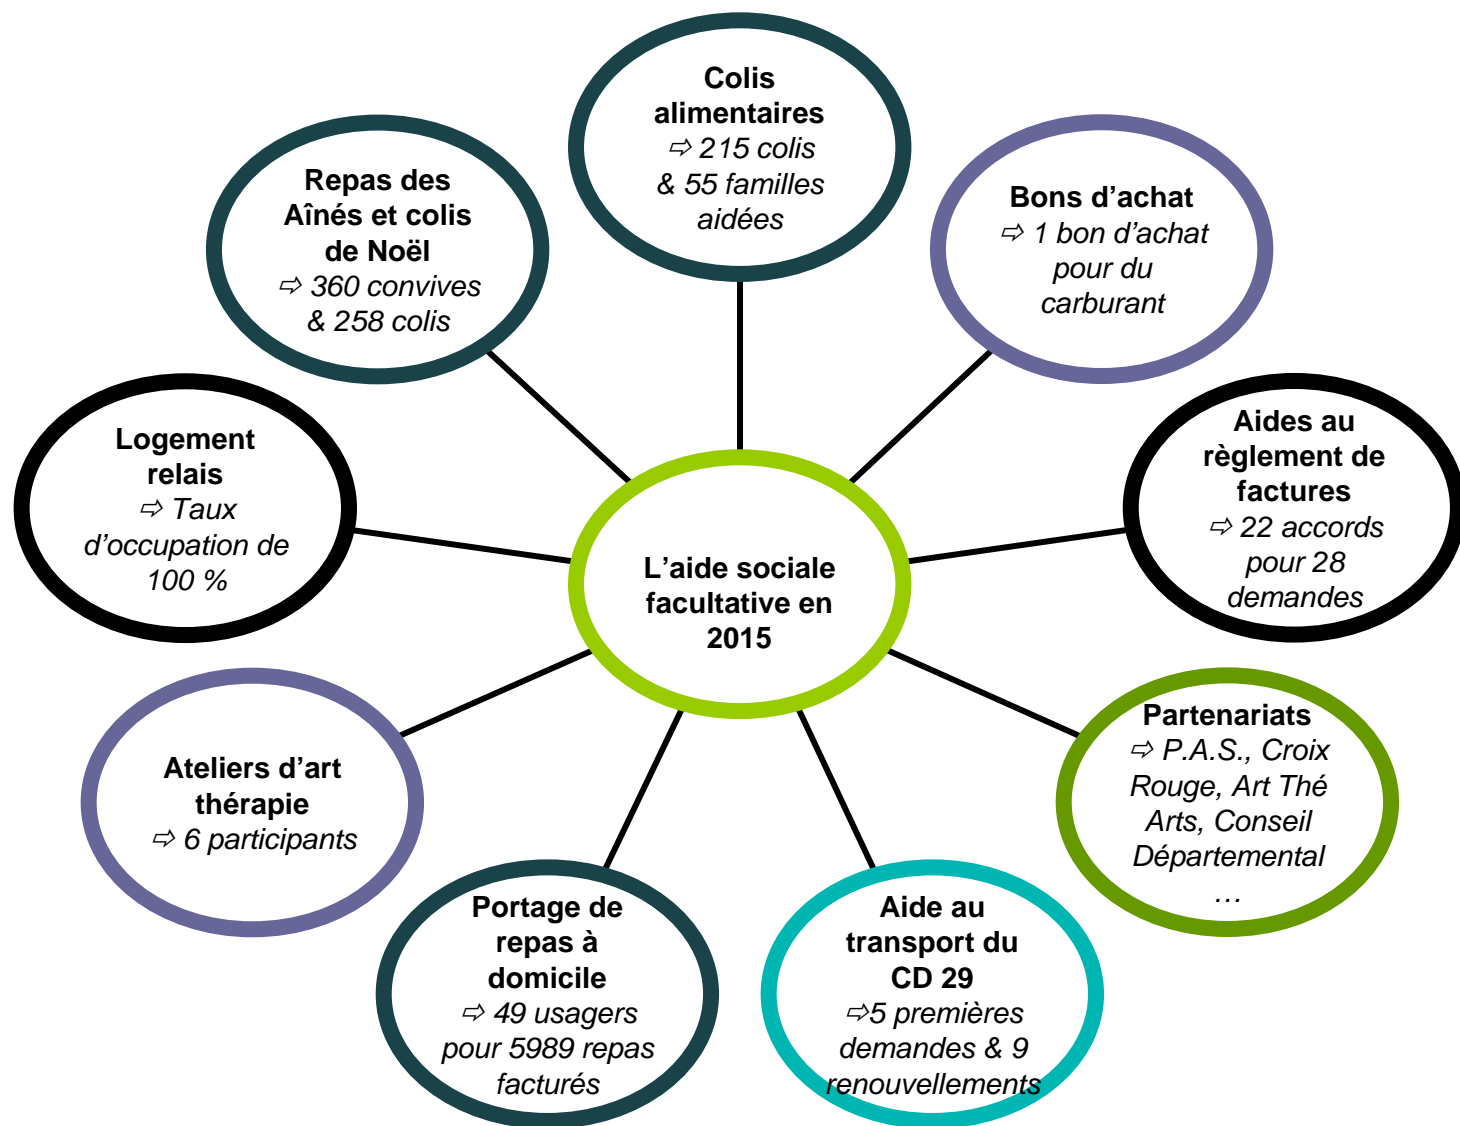 Colis
alimentaires
⇨ 215 colis
& 55 familles
aidées
Repas des
Aînés et colis
de Noël
⇨ 360 convives
& 258 colis
Bons d’achat
⇨ 1 bon d’achat
pour du
carburant
Logement
relais
⇨ Taux
d’occupation de
100 %
Aides au
règlement de
factures
⇨ 22 accords
pour 28
demandes
L’aide sociale
facultative en
2015
Ateliers d’art
thérapie
⇨ 6 participants
Partenariats
⇨ P.A.S., Croix
Rouge, Art Thé
Arts, Conseil
Départemental
…
Portage de
repas à
domicile
⇨ 49 usagers
pour 5989 repas
facturés
Aide au
transport du
CD 29
⇨5 premières
demandes & 9
renouvellements